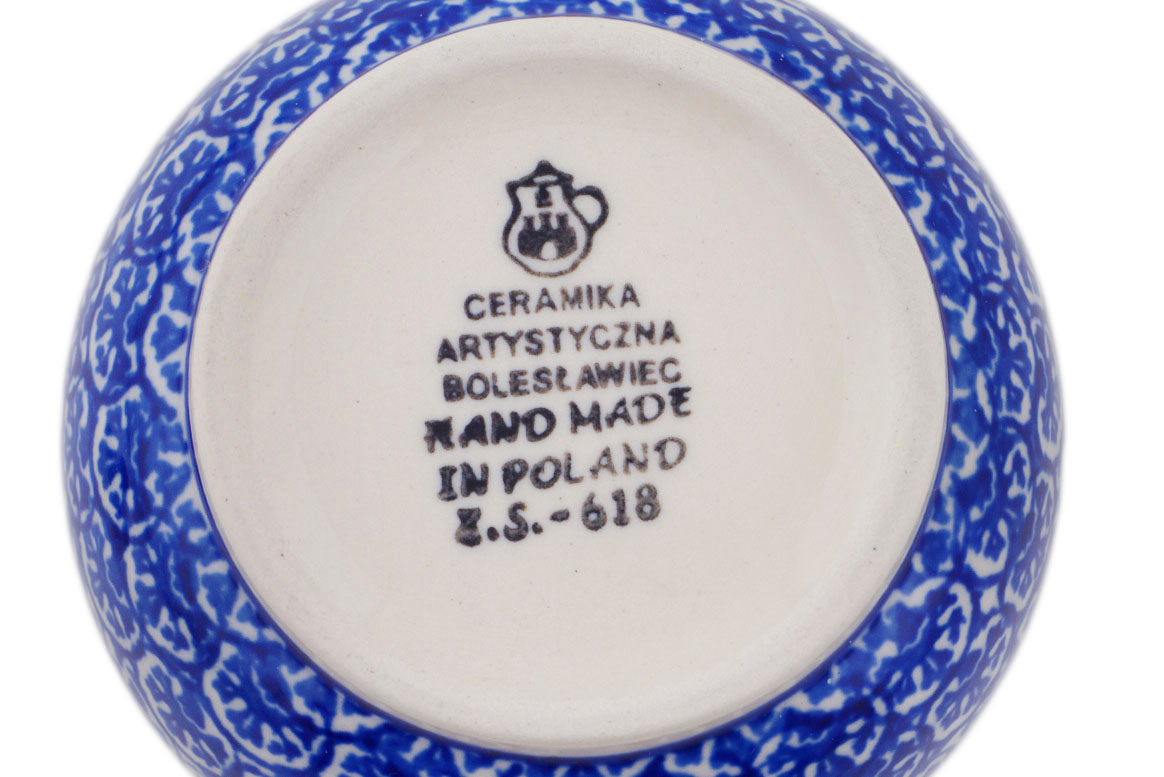 CERAMIKA
ARTYSTYCZNA
BOLESŁAWIEC
HAND MADE
IN POLAND
Z.S.-618